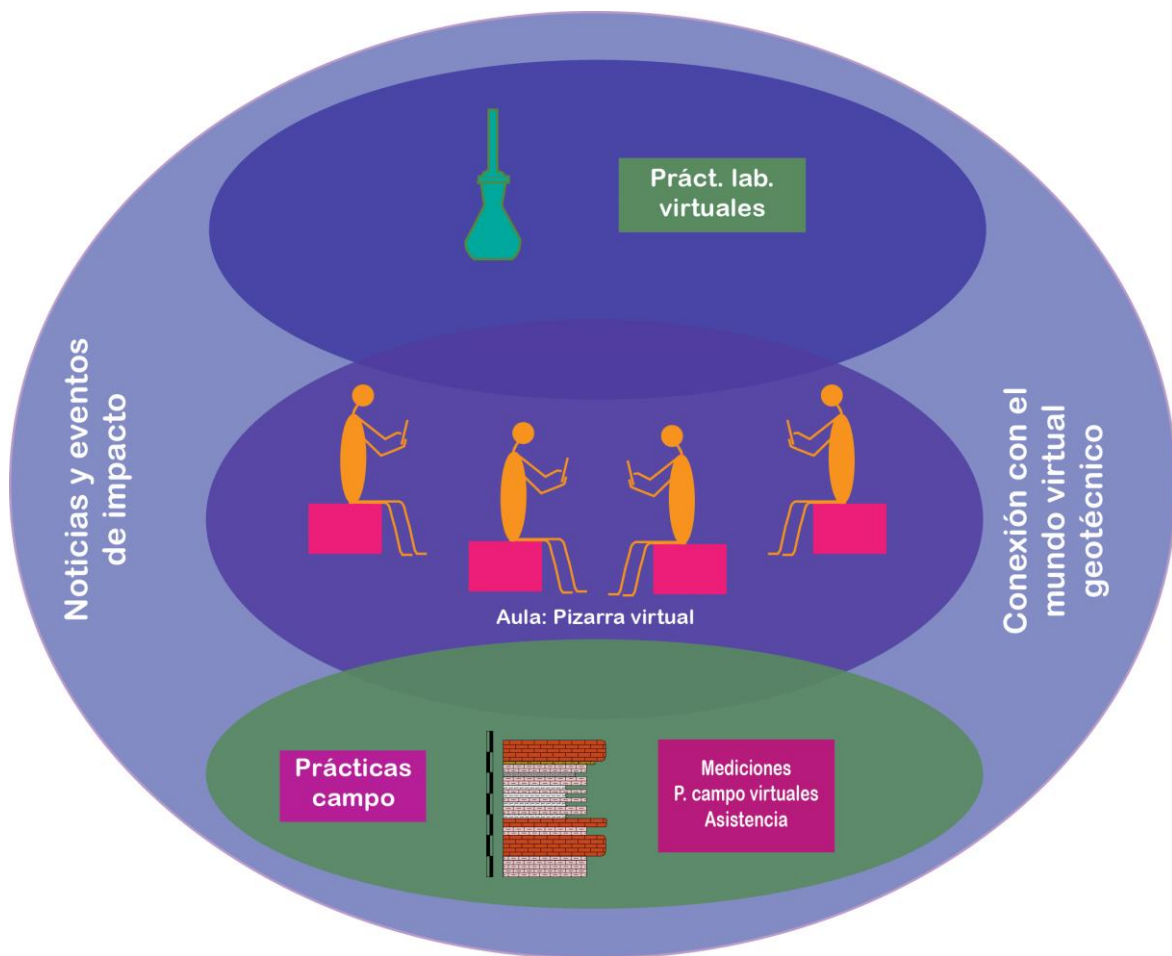 Práct. lab.
virtuales
Noticias y eventos
de impacto
Conexión con el
mundo virtual
geotécnico
Aula: Pizarra virtual
Prácticas
campo
Mediciones
P. campo virtuales
Asistencia